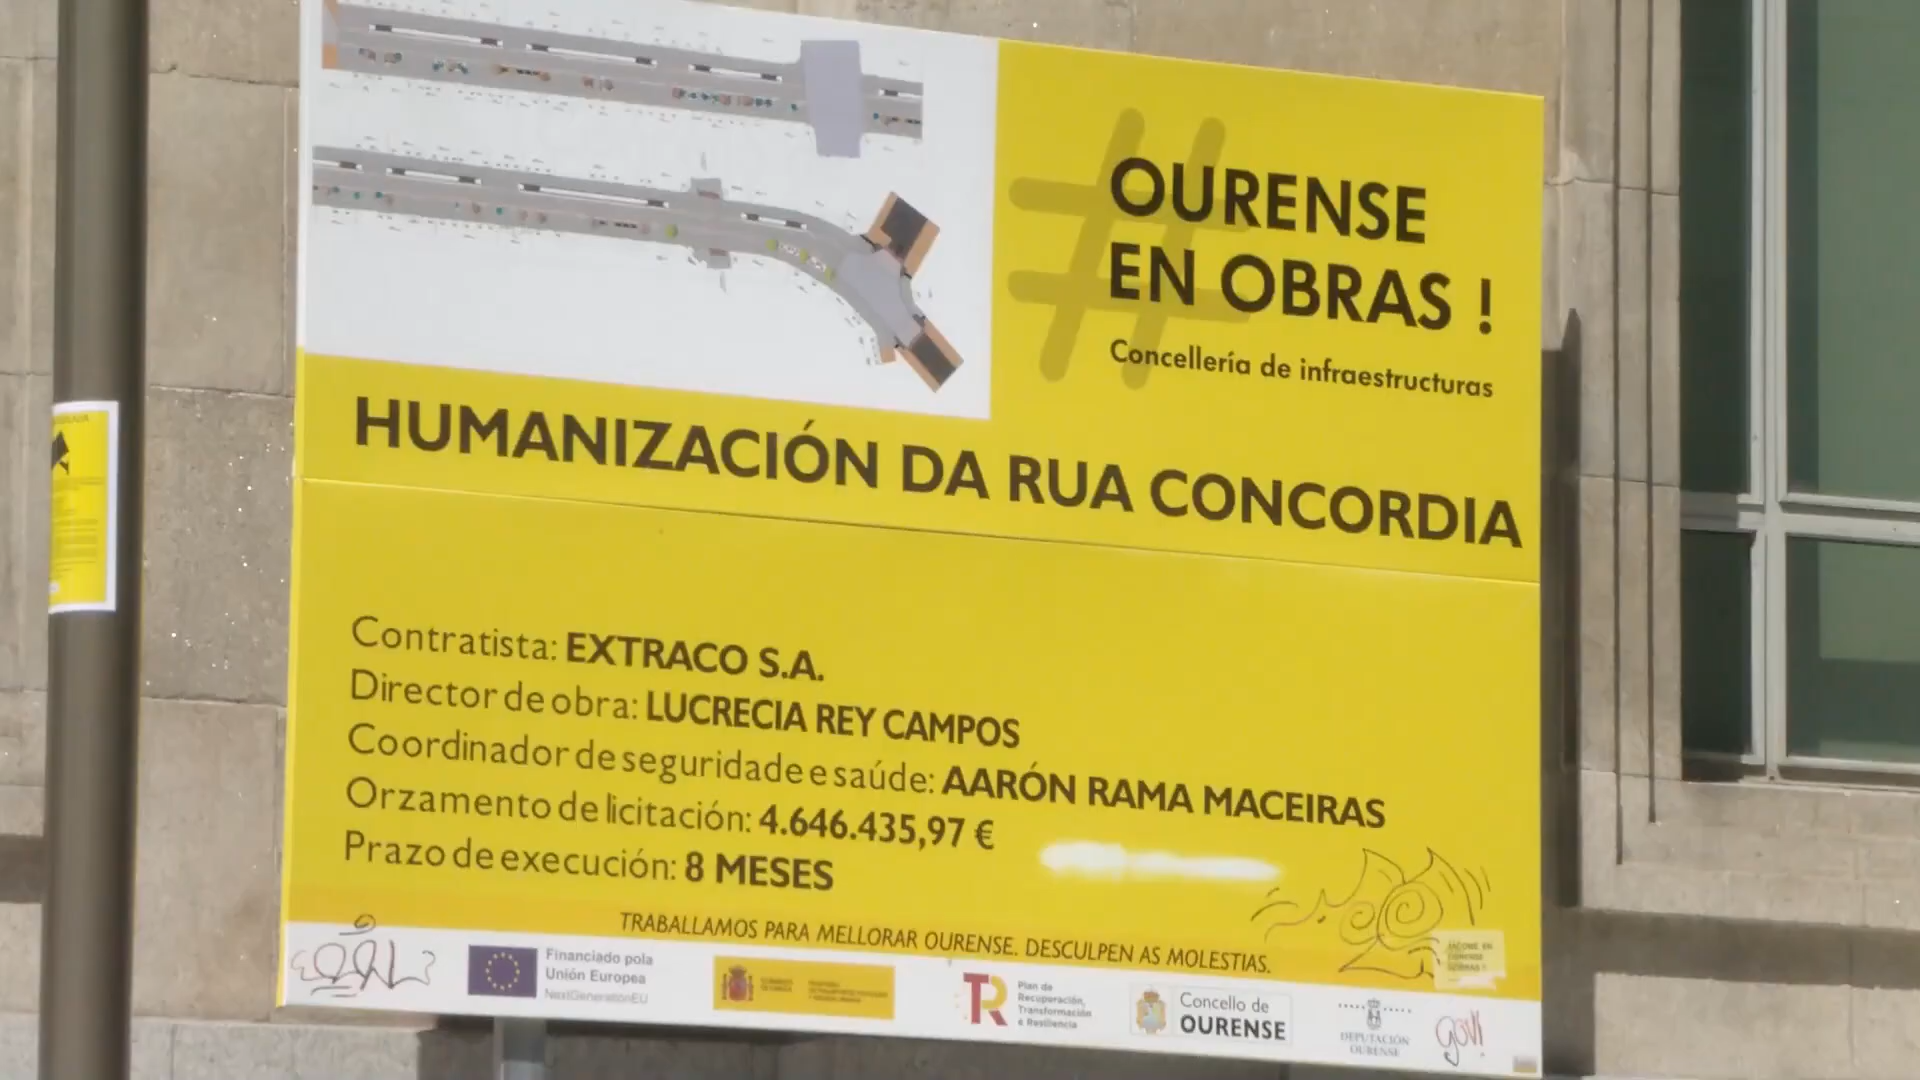 OURENSE
EN OBRAS !
Concellería de infraestructuras
HUMANIZACIÓN DA RUA CONCORDIA
Contratista: EXTRACO S.A.
Director de obra: LUCRECIA REY CAMPOS
Coordinador de seguridade e saúde: AARÓN RAMA MACEIRAS
Orzamento de licitación: 4.646.435,97 €
Prazo de execución: 8 MESES
TRABALLAMOS PARA MELLORAR OURENSE. DESCULPEN AS MOLESTIAS.
Financiado pola
Unión Europea
NextGenerationEU
TR
Plan de
Recuperación,
Transformación
e Resiliencia
Concello de
OURENSE
DEPUTACIÓN
OURENSE
gov!